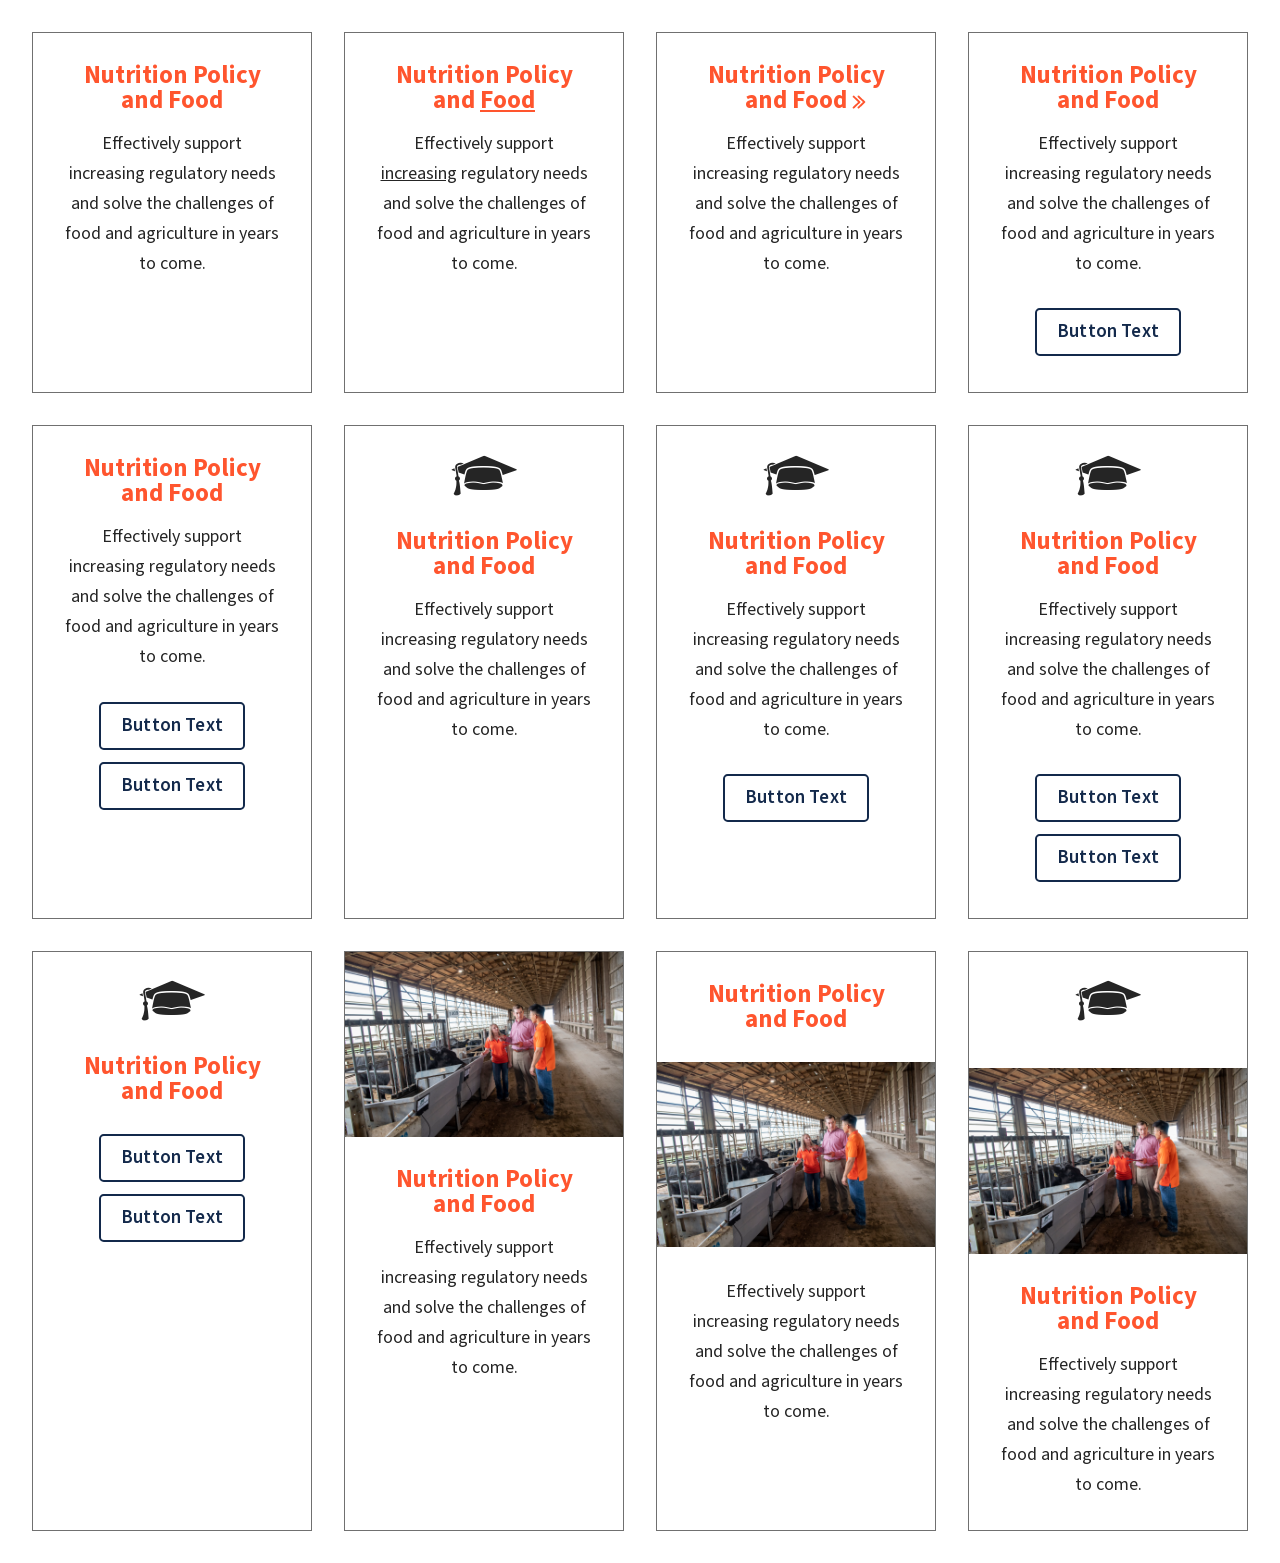 Nutrition Policy
and Food
Effectively support
increasing regulatory needs
and solve the challenges of
food and agriculture in years
to come.
Nutrition Policy
and Food
Effectively support
increasing regulatory needs
and solve the challenges of
food and agriculture in years
to come.
Nutrition Policy
and Food »
Effectively support
increasing regulatory needs
and solve the challenges of
food and agriculture in years
to come.
Nutrition Policy
and Food
Effectively support
increasing regulatory needs
and solve the challenges of
food and agriculture in years
to come.
Button Text
Nutrition Policy
and Food
Effectively support
increasing regulatory needs
and solve the challenges of
food and agriculture in years
to come.
Button Text
Button Text
Nutrition Policy
and Food
Effectively support
increasing regulatory needs
and solve the challenges of
food and agriculture in years
to come.
Nutrition Policy
and Food
Effectively support
increasing regulatory needs
and solve the challenges of
food and agriculture in years
to come.
Button Text
Nutrition Policy
and Food
Effectively support
increasing regulatory needs
and solve the challenges of
food and agriculture in years
to come.
Button Text
Button Text
Nutrition Policy
and Food
Button Text
Button Text
Nutrition Policy
and Food
Effectively support
increasing regulatory needs
and solve the challenges of
food and agriculture in years
to come.
Nutrition Policy
and Food
Effectively support
increasing regulatory needs
and solve the challenges of
food and agriculture in years
to come.
Nutrition Policy
and Food
Effectively support
increasing regulatory needs
and solve the challenges of
food and agriculture in years
to come.